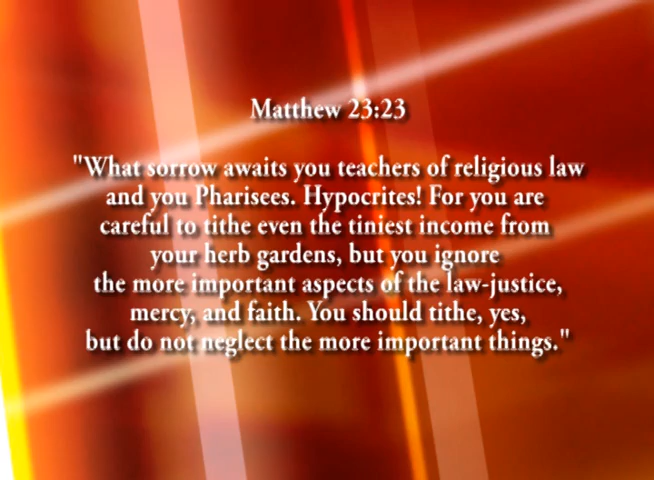 Matthew 23:23
"What sorrow awaits you teachers of religious law
and you Pharisees. Hypocrites! For you are
careful to tithe even the tiniest income from
your herb gardens, but you ignore
the more important aspects of the law-justice,
mercy, and faith. You should tithe, yes,
but do not neglect the more important things."